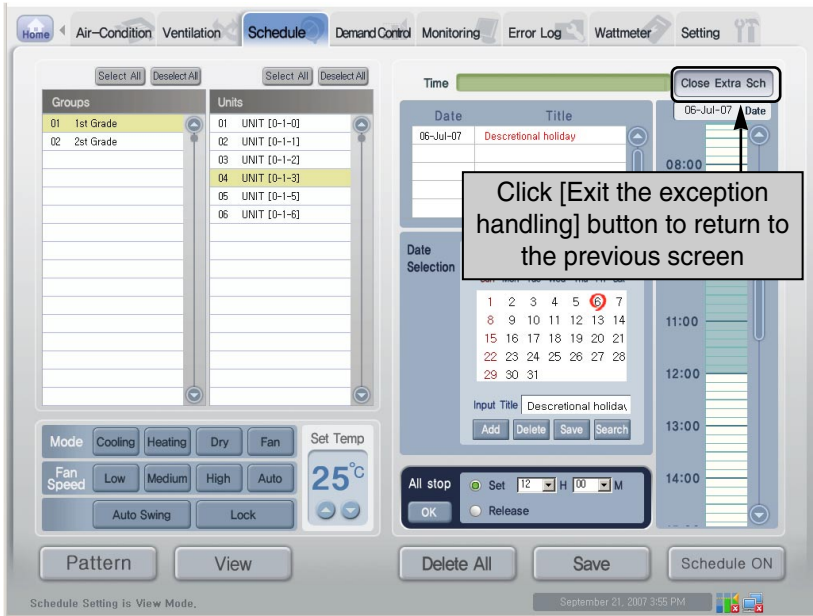 Home Air-Condition Ventilation Schedule Demand Control Monitoring Error Log Wattmeter Setting
Select All Deselect All Select All Deselect All
Groups
01 1st Grade
02 2st Grade
Units
01 UNIT [0-1-0]
02 UNIT [0-1-1]
03 UNIT [0-1-2]
04 UNIT [0-1-3]
05 UNIT [0-1-5]
06 UNIT [0-1-6]
Mode Cooling Heating Dry Fan
Fan Speed Low Medium High Auto
Auto Swing Lock
Set Temp
25°C
Time
Close Extra Sch
Date Title
06-Jul-07 Descretional holiday
06-Jul-07 Date
Click [Exit the exception
handling] button to return to
the previous screen
Date
Selection
1 2 3 4 5 6 7
8 9 10 11 12 13 14
15 16 17 18 19 20 21
22 23 24 25 26 27 28
29 30 31
Input Title Descretional holiday
Add Delete Save Search
All stop Set 12 H 00 M
OK Release
08:00
11:00
12:00
13:00
14:00
Pattern View Delete All Save Schedule ON
Schedule Setting is View Mode.
September 21, 2007 3:55 PM